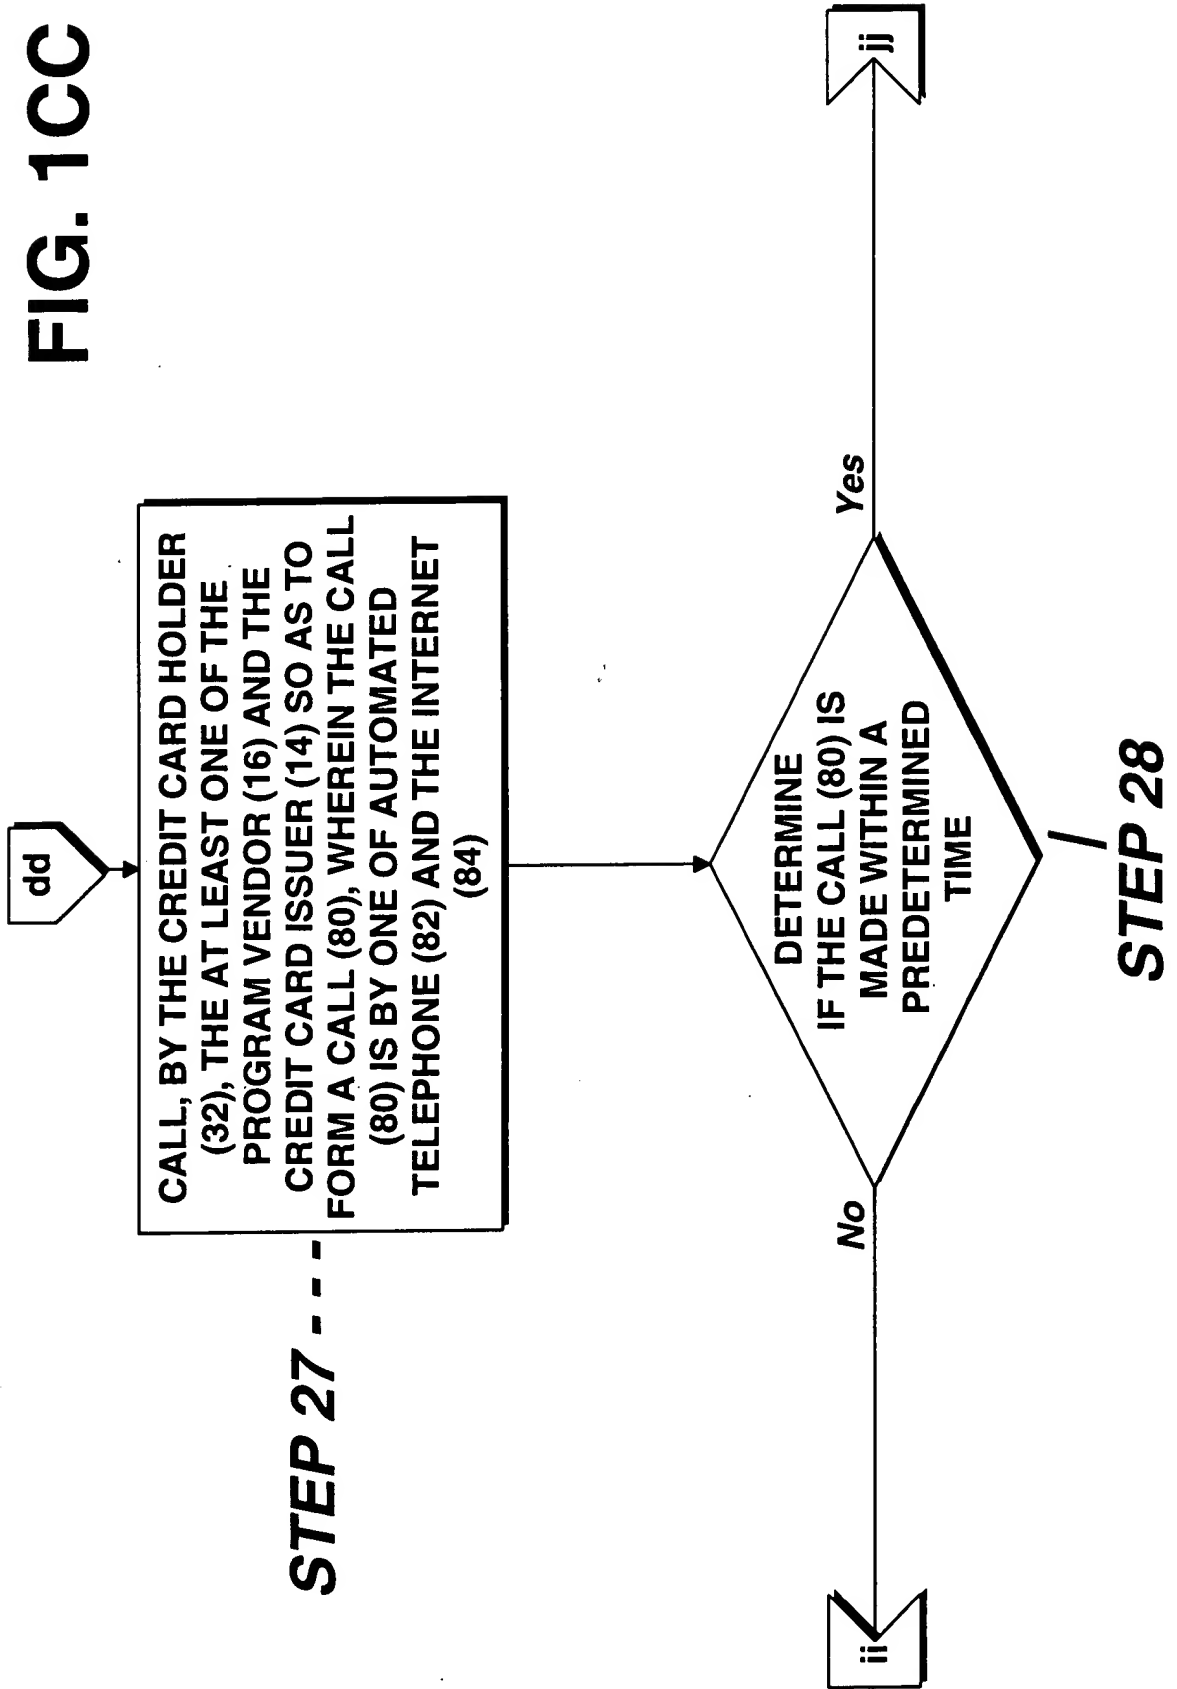 FIG. 1CC
dd
CALL, BY THE CREDIT CARD HOLDER
(32), THE AT LEAST ONE OF THE
PROGRAM VENDOR (16) AND THE
CREDIT CARD ISSUER (14) SO AS TO
FORM A CALL (80), WHEREIN THE CALL
(80) IS BY ONE OF AUTOMATED
TELEPHONE (82) AND THE INTERNET
(84)
STEP 27
DETERMINE
IF THE CALL (80) IS
MADE WITHIN A
PREDETERMINED
TIME
No
Yes
ii
jj
STEP 28